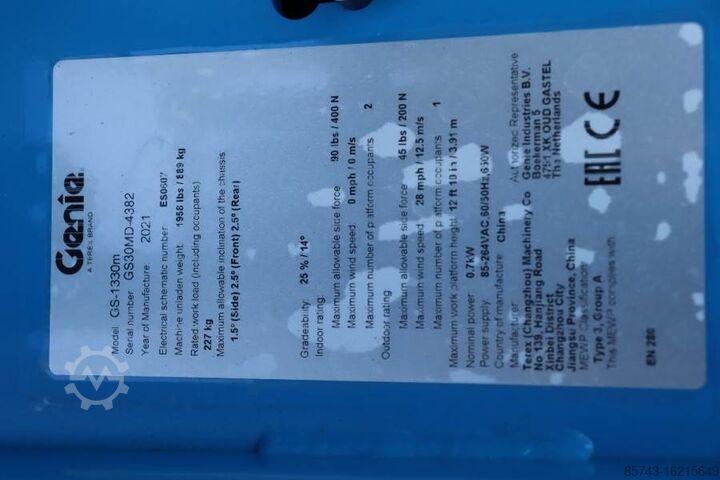 Genie
A TEREX BRAND
Model GS-1330m
Serial number GS30MD-4382
Year of Manufacture 2021
Electrical schematic number ES0607
Machine unladen weight 1958 lbs / 889 kg
Rated work load (including occupants)
227 kg
Maximum allowable inclination of the chassis
1.5° (Side) 2.5° (Front) 2.5° (Rear)
Gradeability 25 % / 14°
Indoor rating
Maximum allowable side force 90 lbs / 400 N
Maximum wind speed: 0 mph / 0 m/s
Maximum number of platform occupants 2
Outdoor rating
Maximum allowable side force 45 lbs / 200 N
Maximum wind speed: 28 mph / 12.5 m/s
Maximum number of platform occupants 1
Maximum work platform height 12 ft 10 in / 3.91 m
Nominal power 0.7kW
Power supply 85-264VAC,60/50Hz,690W
Country of manufacture China
Manufacturer
Terex (Changzhou) Machinery Co
No 139, Hanjiang Road
Xinbei District
Changzhou City
Jiangsu Province, China
MEWP Classification
Type 3, Group A
This MEWP complies with
EN 280
Authorized Representative
Genie Industries B.V.
Boekerman 5
4751 XK OUD GASTEL
The Netherlands
EAC CE
85743-16215649